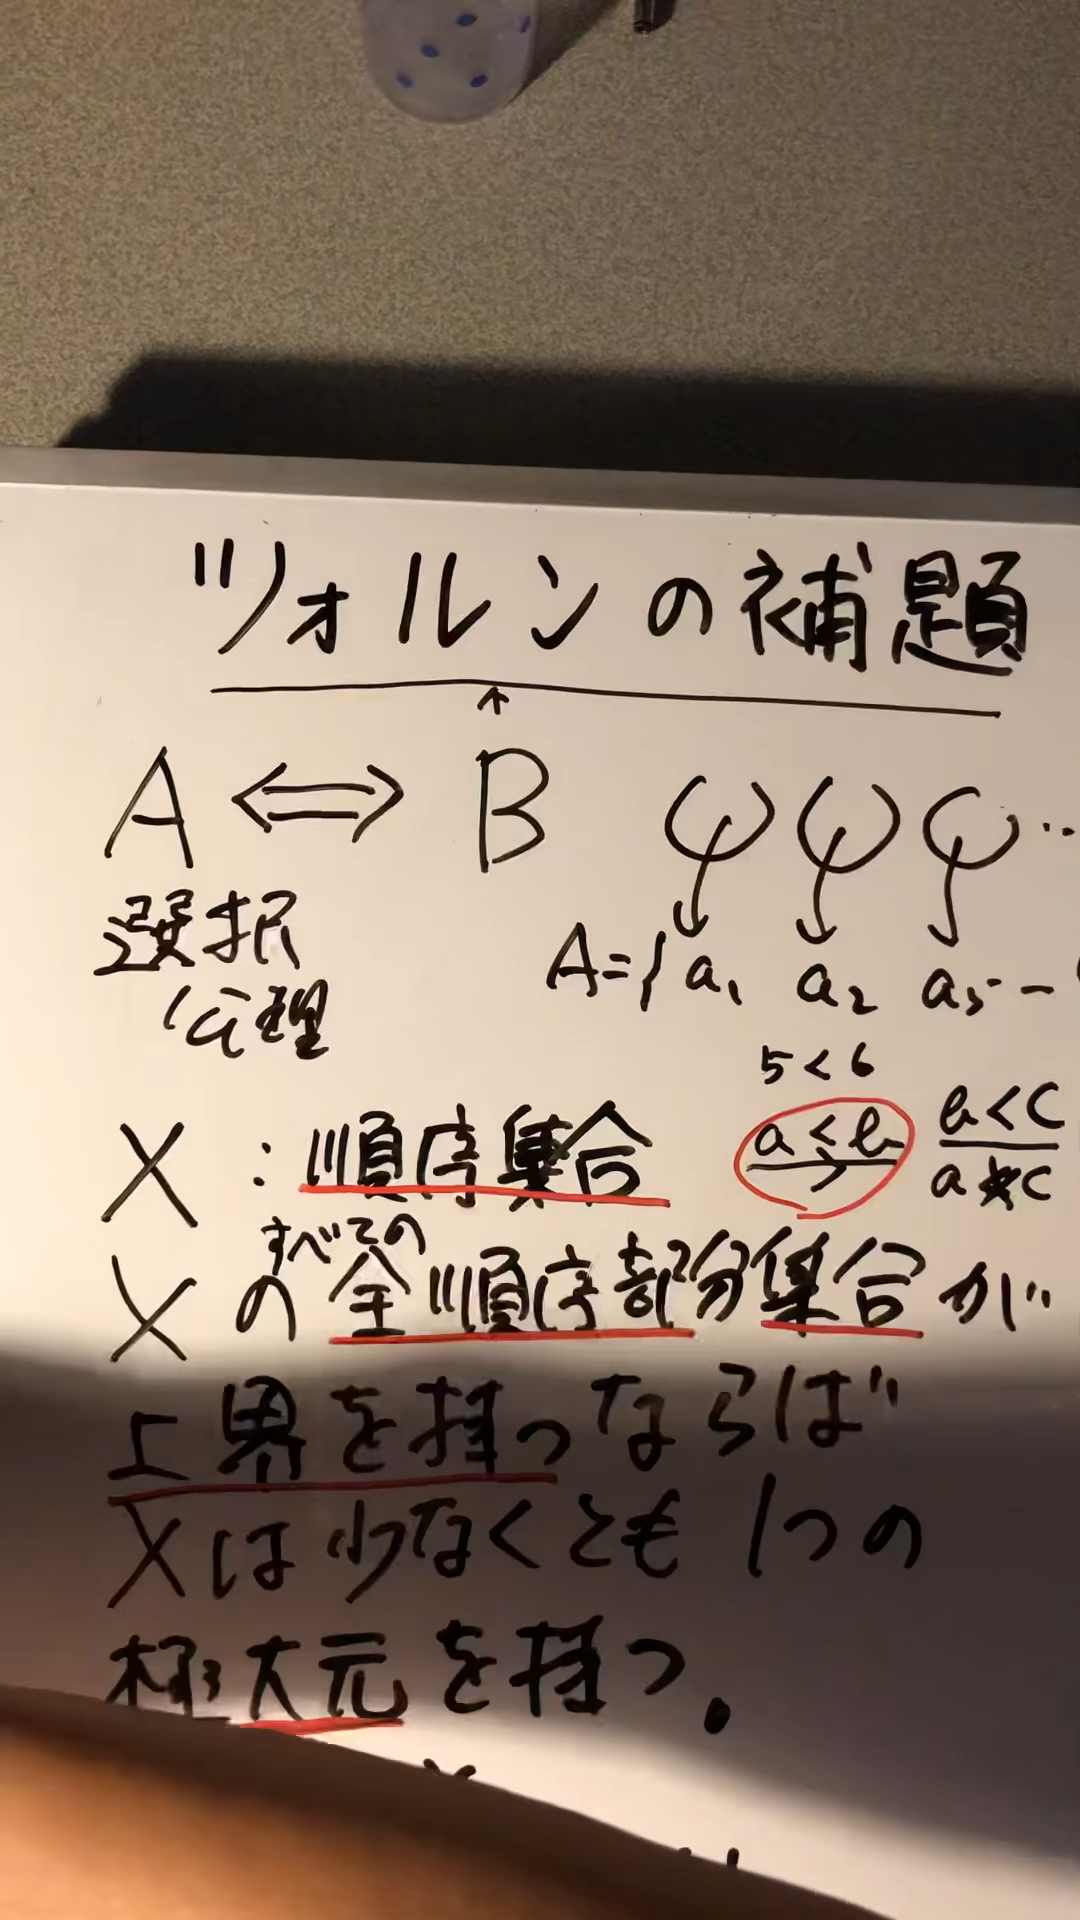 ツォルンの補題
↑
A ⟺ B
選択
公理
A={a₁ a₂ a₃ - -
5<6
X:順序集合 a≤b b<c
a
c
すべての
Xの全順序部分集合が
上界を持つならば
Xは少なくとも1つの
極大元を持つ.